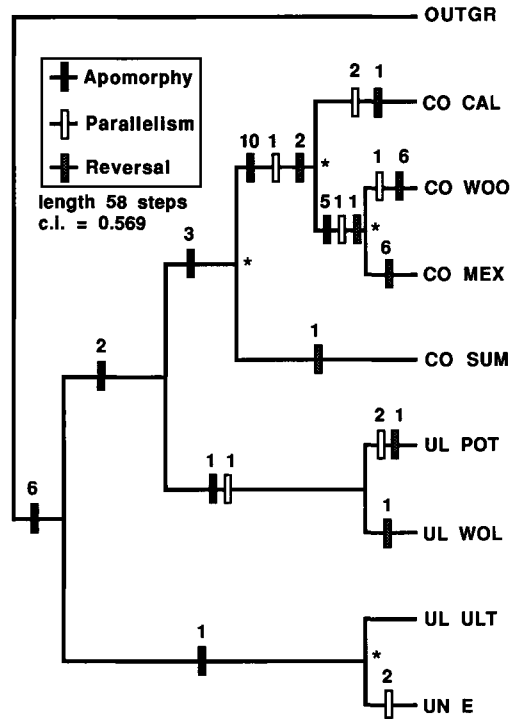 OUTGR
Apomorphy
Parallelism
Reversal
length 58 steps
c.I. = 0.569
2 1
CO CAL
10 1 2
*
1 6
CO WOO
5 1 1
*
6
CO MEX
3
*
1
CO SUM
2
2 1
UL POT
1 1
1
UL WOL
6
UL ULT
1
*
2
UN E